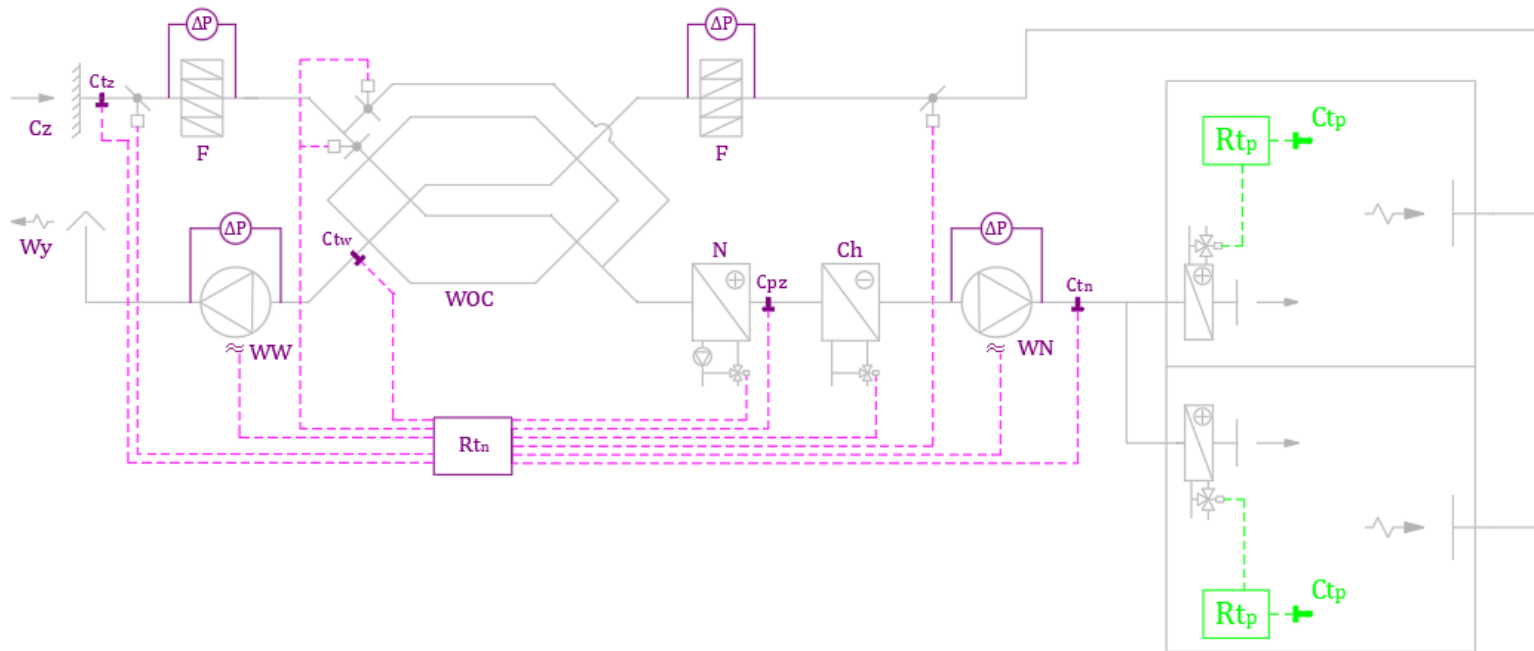 ΔP
ΔP
Ctz
Cz
F
F
Ctp
Rtp
Wy
ΔP
Ctw
WOC
N
Cpz
Ch
ΔP
Ctn
≈ WW
≈ WN
Rtn
Rtp
Ctp